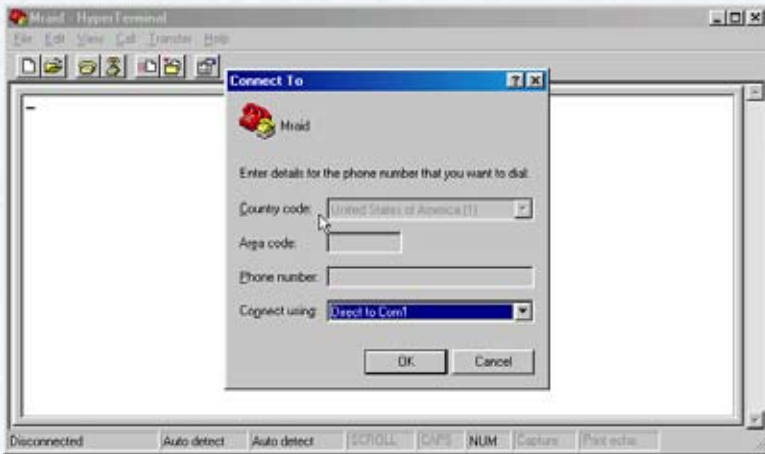 Mraid - HyperTerminal
File Edit View Call Transfer Help
Connect To
Mraid
Enter details for the phone number that you want to dial:
Country code: United States of America (1)
Area code:
Phone number:
Connect using: Direct to Com1
OK Cancel
Disconnected Auto detect Auto detect SCROLL CAPS NUM Capture Print echo